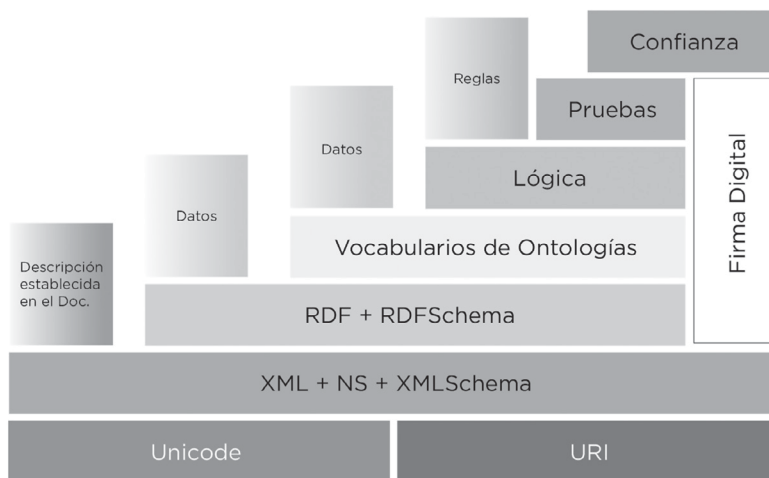 Confianza
Reglas
Pruebas
Datos
Lógica
Firma Digital
Datos
Vocabularios de Ontologías
Descripción
establecida
en el Doc.
RDF + RDFSchema
XML + NS + XMLSchema
Unicode
URI